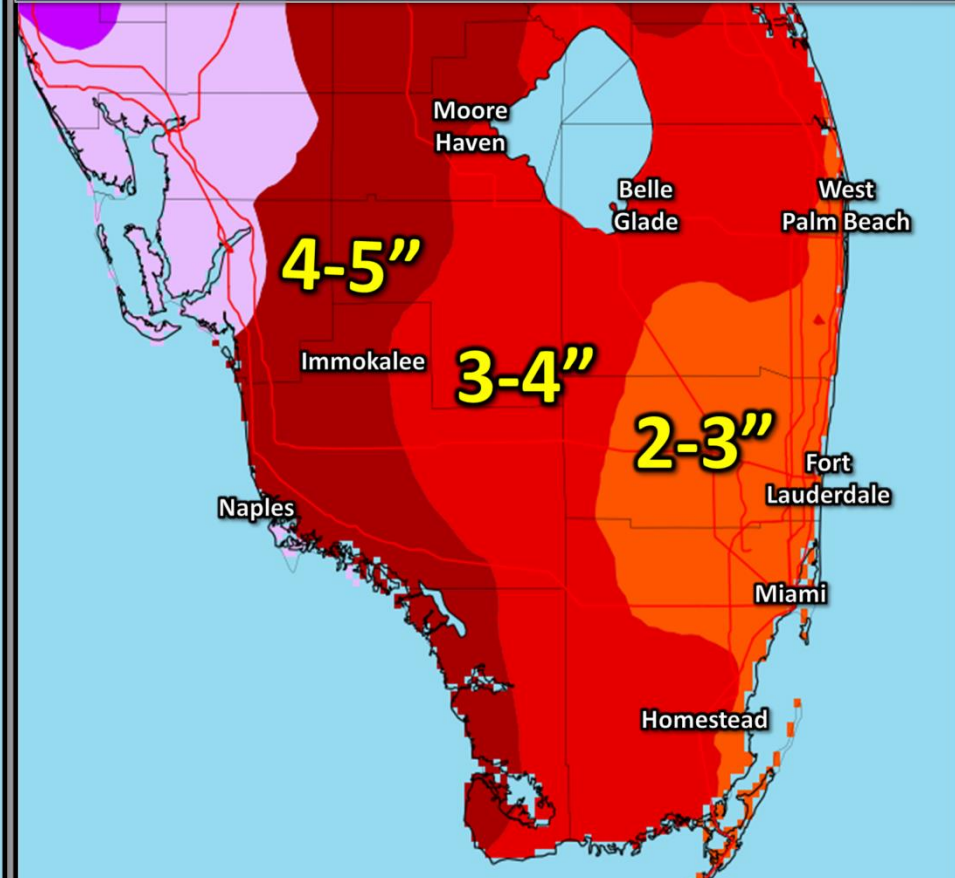 Moore
Haven
Belle
Glade
West
Palm Beach
4-5”
Immokalee
3-4”
2-3”
Fort
Lauderdale
Naples
Miami
Homestead